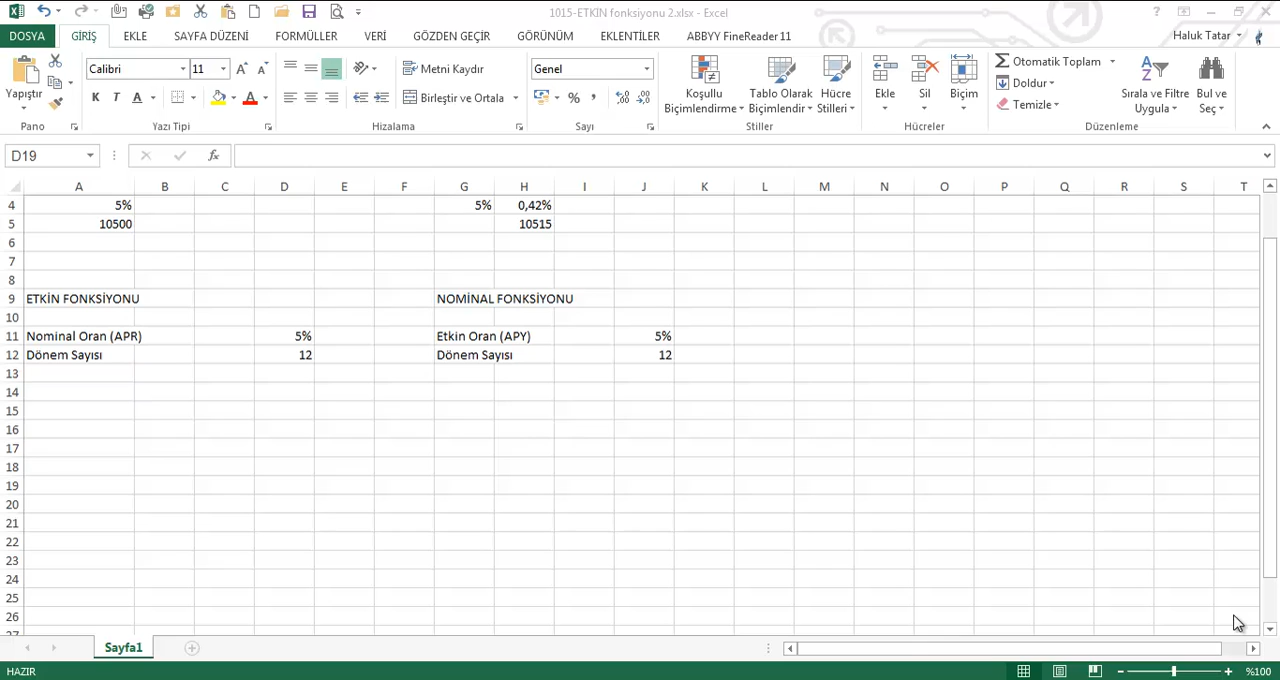 1015-ETKİN fonksiyonu 2.xlsx - Excel
DOSYA GİRİŞ EKLE SAYFA DÜZENİ FORMÜLLER VERİ GÖZDEN GEÇİR GÖRÜNÜM EKLENTİLER ABBYY FineReader 11 Haluk Tatar
Yapıştır
Calibri 11
K T A
Metni Kaydır
Birleştir ve Ortala
Genel
Koşullu Biçimlendirme
Tablo Olarak Biçimlendir
Hücre Stilleri
Ekle Sil Biçim
Otomatik Toplam
Doldur
Temizle
Sırala ve Filtre Uygula
Bul ve Seç
Pano Yazı Tipi Hizalama Sayı Stiller Hücreler Düzenleme
D19 fx
A B C D E F G H I J K L M N O P Q R S T
4 5% 5% 0,42%
5 10500 10515
6
7
8
9 ETKİN FONKSİYONU NOMİNAL FONKSİYONU
10
11 Nominal Oran (APR) 5% Etkin Oran (APY) 5%
12 Dönem Sayısı 12 Dönem Sayısı 12
13
14
15
16
17
18
19
20
21
22
23
24
25
26
27
Sayfa1
HAZIR %100